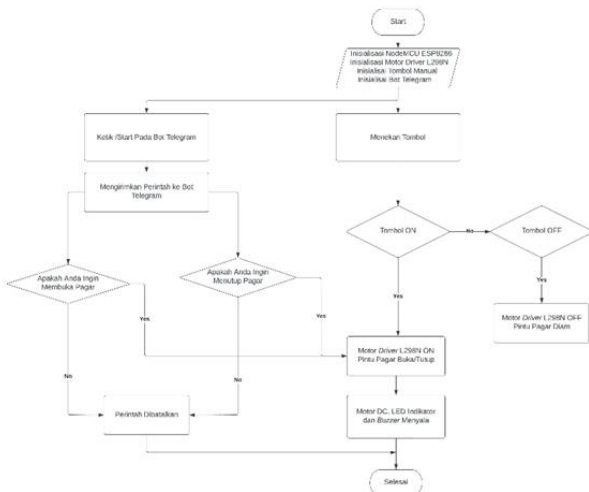 Start
Inisialisasi NodeMCU ESP8266
Inisialisasi Motor Driver L298N
Inisialisai Tombol Manual
Inisialisai Bot Telegram
Ketik /Start Pada Bot Telegram
Menekan Tombol
Mengirimkan Perintah ke Bot
Telegram
Tombol ON
No
Tombol OFF
Apakah Anda Ingin
Membuka Pagar
Apakah Anda Ingin
Menutup Pagar
Yes
Yes
Yes
Yes
Motor Driver L298N OFF
Pintu Pagar Diam
Motor Driver L298N ON
Pintu Pagar Buka/Tutup
No
No
Perintah Dibatalkan
Motor DC, LED Indikator
dan Buzzer Menyala
Selesai